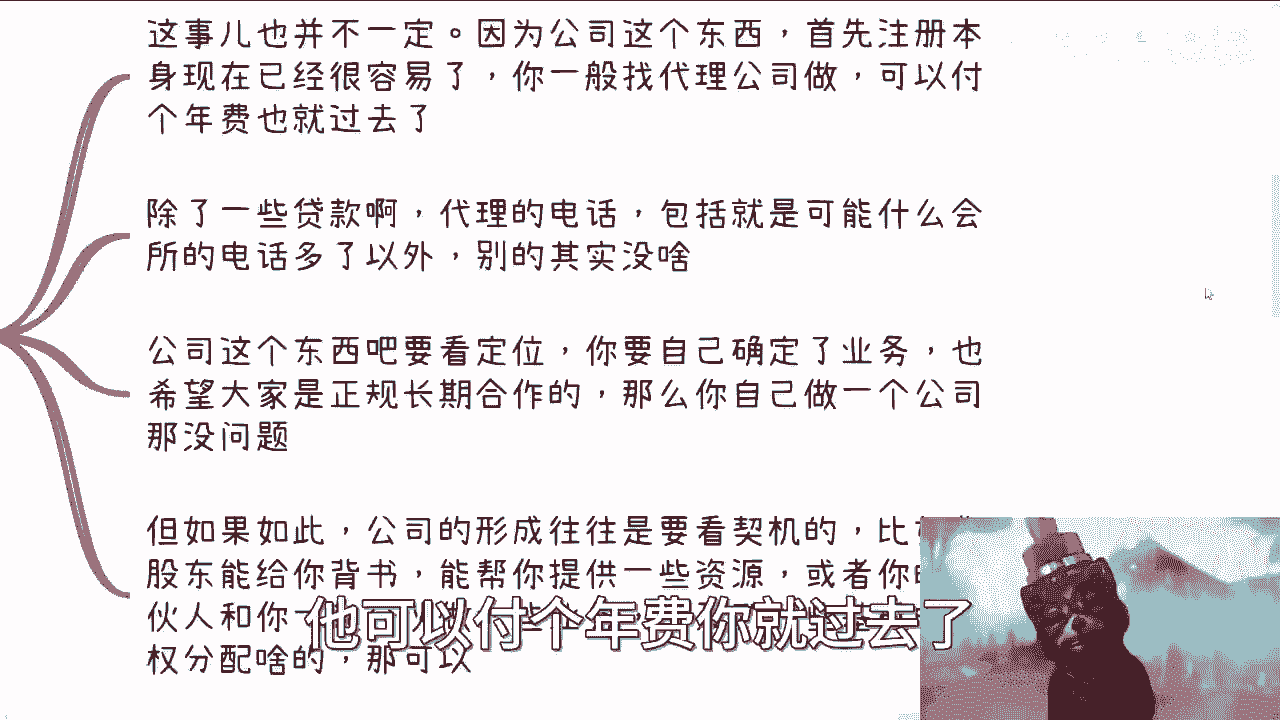 这事儿也并不一定。因为公司这个东西，首先注册本
身现在已经很容易了，你一般找代理公司做，可以付
个年费也就过去了
除了一些贷款啊，代理的电话，包括就是可能什么会
所的电话多了以外，别的其实没啥
公司这个东西吧要看定位，你要自己确定了业务，也
希望大家是正规长期合作的，那么你自己做一个公司
那没问题
但如果如此，公司的形成往往是要看契机的，比
股东能给你背书，能帮你提供一些资源，或者你
伙人和你
权分配啥的，那可以
他可以付个年费你就过去了